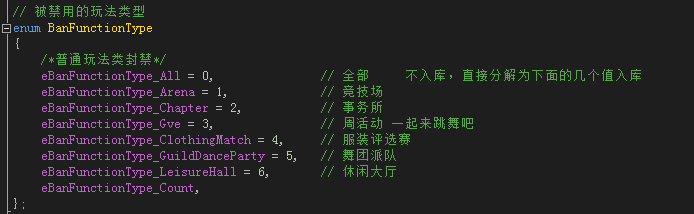 // 被禁用的玩法类型
enum BanFunctionType
{
/*普通玩法类封禁*/
eBanFunctionType_All = 0, // 全部 不入库，直接分解为下面的几个值入库
eBanFunctionType_Arena = 1, // 竞技场
eBanFunctionType_Chapter = 2, // 事务所
eBanFunctionType_Gve = 3, // 周活动 一起来跳舞吧
eBanFunctionType_ClothingMatch = 4, // 服装评选赛
eBanFunctionType_GuildDanceParty = 5, // 舞团派队
eBanFunctionType_LeisureHall = 6, // 休闲大厅
eBanFunctionType_Count,
};